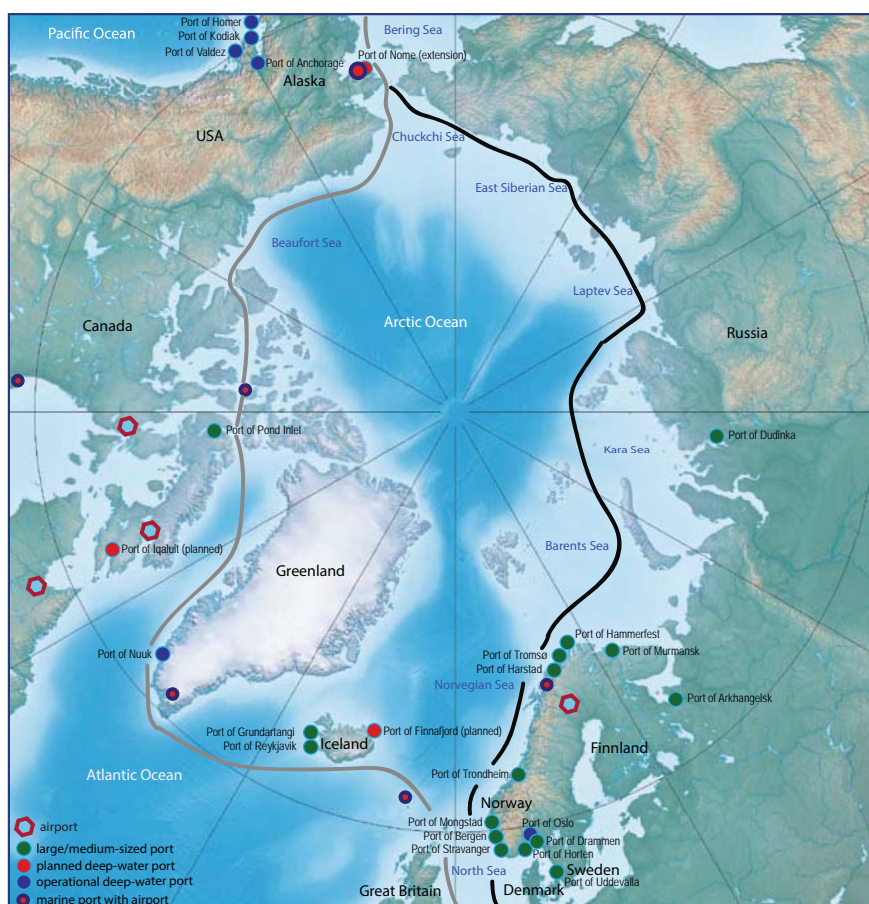 Port of Homer
Pacific Ocean
Bering Sea
Port of Kodiak
Port of Valdez
Port of Nome (extension)
Port of Anchorage
Alaska
USA
Chuckchi Sea
East Siberian Sea
Beaufort Sea
Laptev Sea
Arctic Ocean
Canada
Russia
Port of Pond Inlet
Port of Dudinka
Kara Sea
Port of Iqaluit (planned)
Barents Sea
Greenland
Port of Hammerfest
Port of Nuuk
Port of Tromsø
Port of Murmansk
Port of Harstad
Norvegian Sea
Port of Arkhangelsk
Port of Grundartangi
Port of Finnafjord (planned)
Port of Reykjavik
Iceland
Finnland
Atlantic Ocean
Port of Trondheim
Norway
airport
Port of Mongstad
Port of Oslo
Port of Bergen
Port of Drammen
large/medium-sized port
Port of Stravanger
Port of Horten
planned deep-water port
North Sea
Sweden
operational deep-water port
Port of Uddevalla
Great Britain
Denmark
marine port with airport